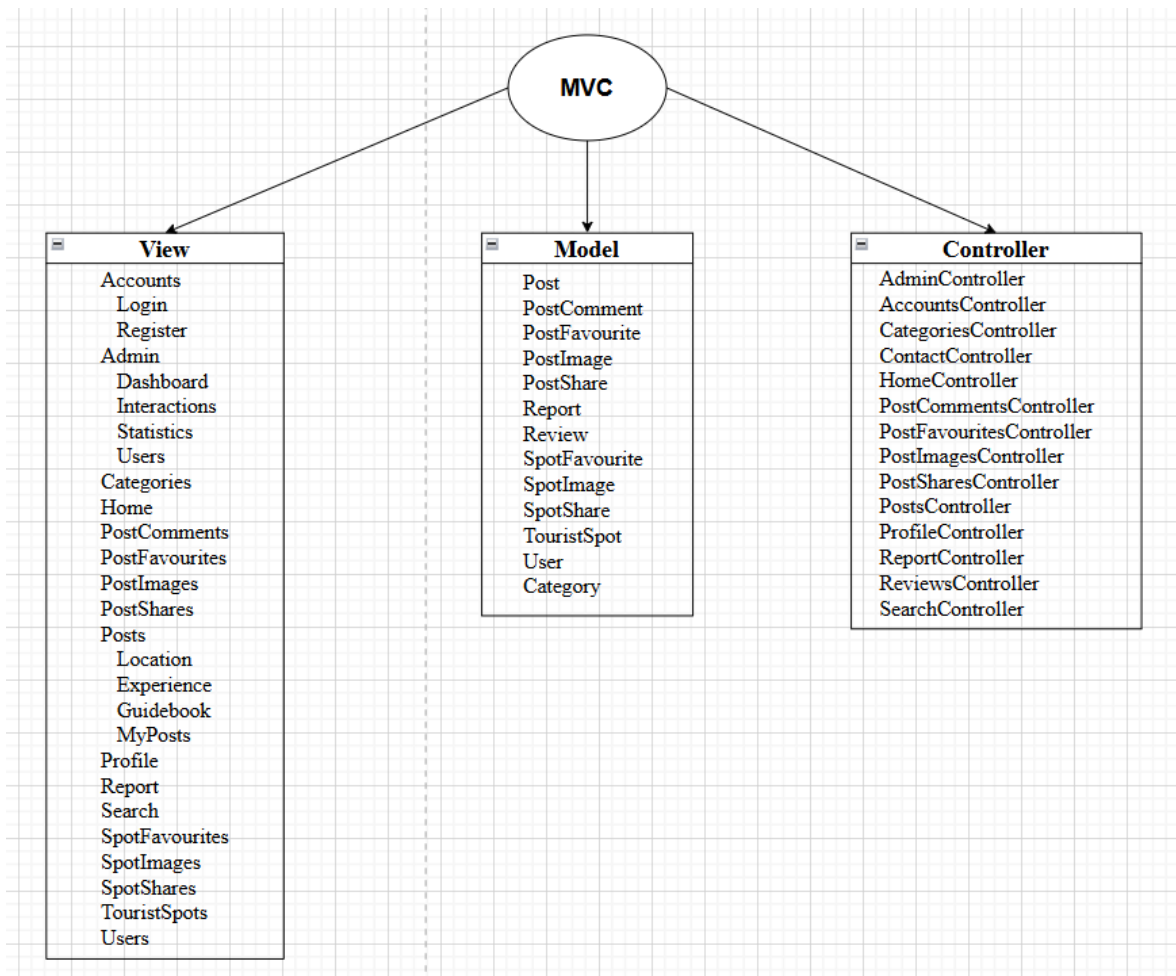 MVC
View
Accounts
Login
Register
Admin
Dashboard
Interactions
Statistics
Users
Categories
Home
PostComments
PostFavourites
PostImages
PostShares
Posts
Location
Experience
Guidebook
MyPosts
Profile
Report
Search
SpotFavourites
SpotImages
SpotShares
TouristSpots
Users
Model
Post
PostComment
PostFavourite
PostImage
PostShare
Report
Review
SpotFavourite
SpotImage
SpotShare
TouristSpot
User
Category
Controller
AdminController
AccountsController
CategoriesController
ContactController
HomeController
PostCommentsController
PostFavouritesController
PostImagesController
PostSharesController
PostsController
ProfileController
ReportController
ReviewsController
SearchController